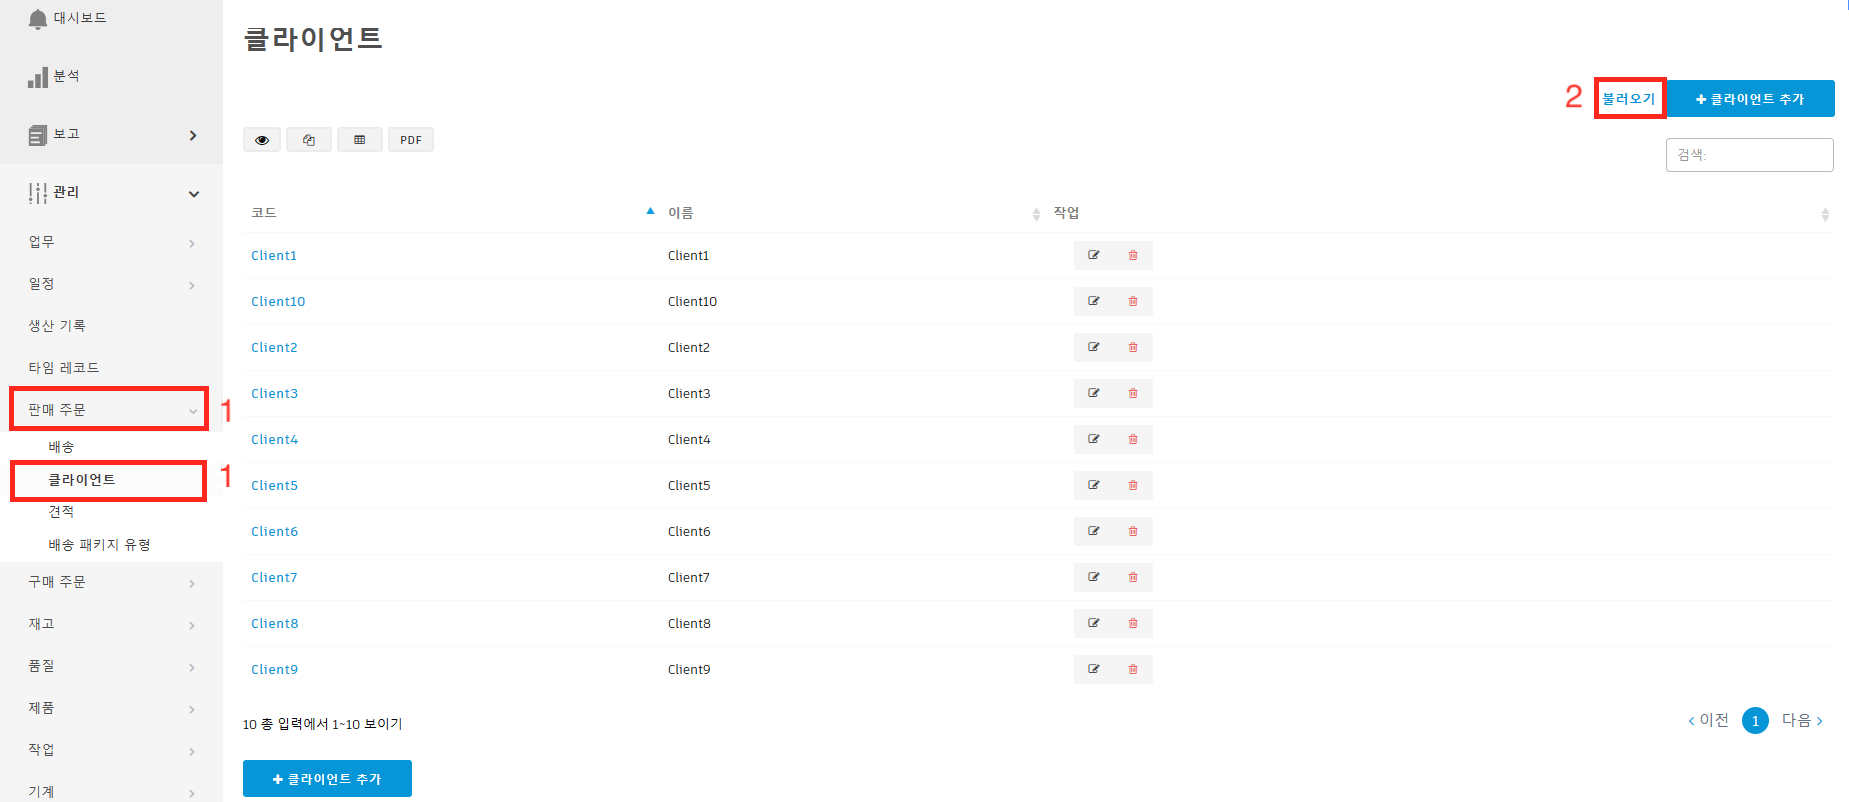 대시보드
분석
보고
관리
업무
일정
생산 기록
타임 레코드
판매 주문
1
배송
클라이언트
1
견적
배송 패키지 유형
구매 주문
재고
품질
제품
작업
기계
클라이언트
2
불러오기
클라이언트 추가
PDF
검색:
코드 이름 작업
Client1 Client1
Client10 Client10
Client2 Client2
Client3 Client3
Client4 Client4
Client5 Client5
Client6 Client6
Client7 Client7
Client8 Client8
Client9 Client9
10 총 입력에서 1~10 보이기
이전 1 다음
클라이언트 추가